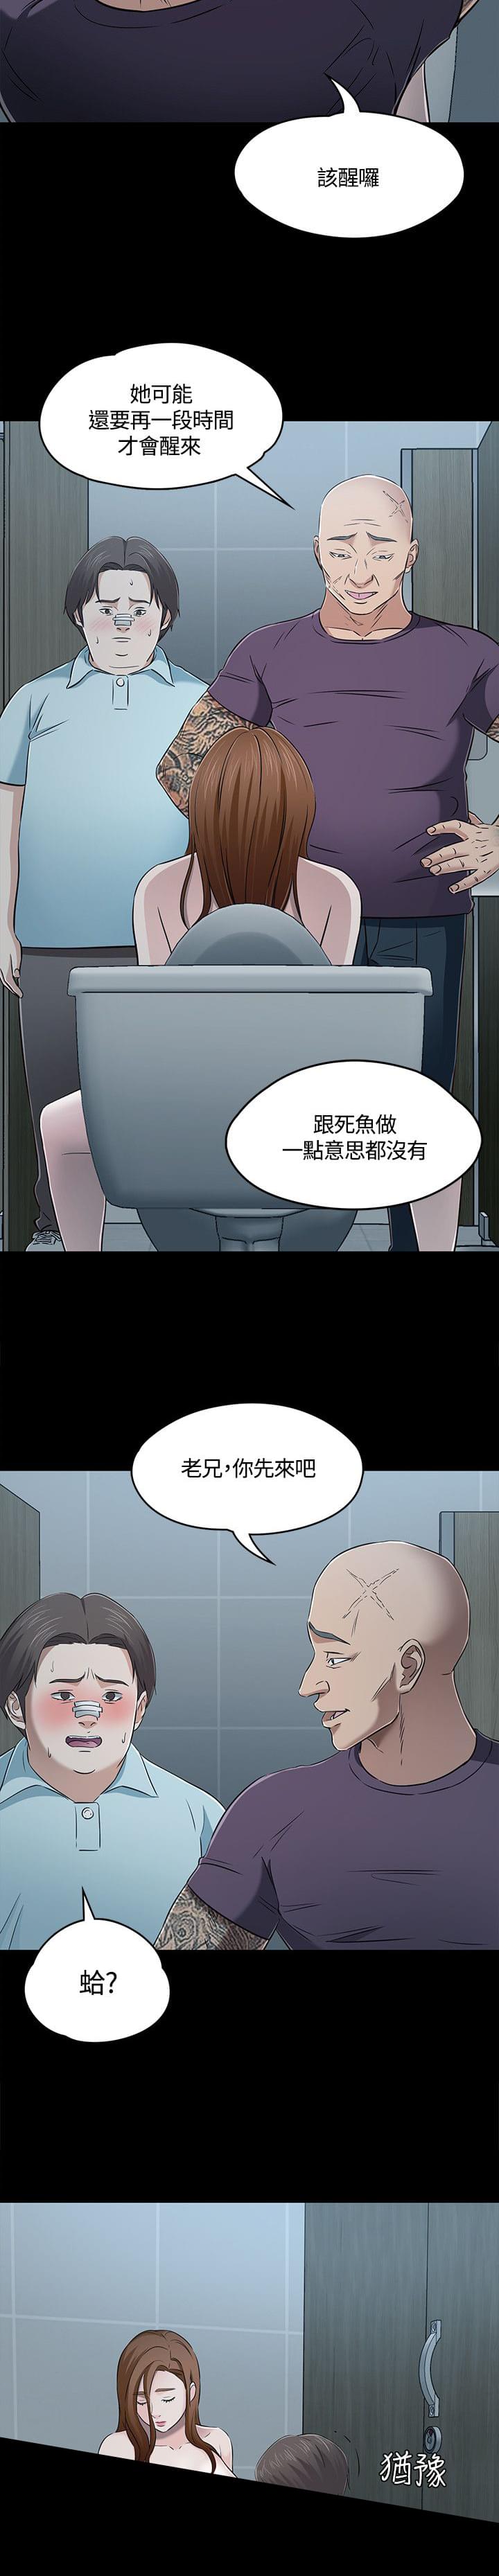 該醒囉
她可能
還要再一段時間
才會醒來
跟死魚做
一點意思都沒有
老兄,你先來吧
蛤?
猶豫